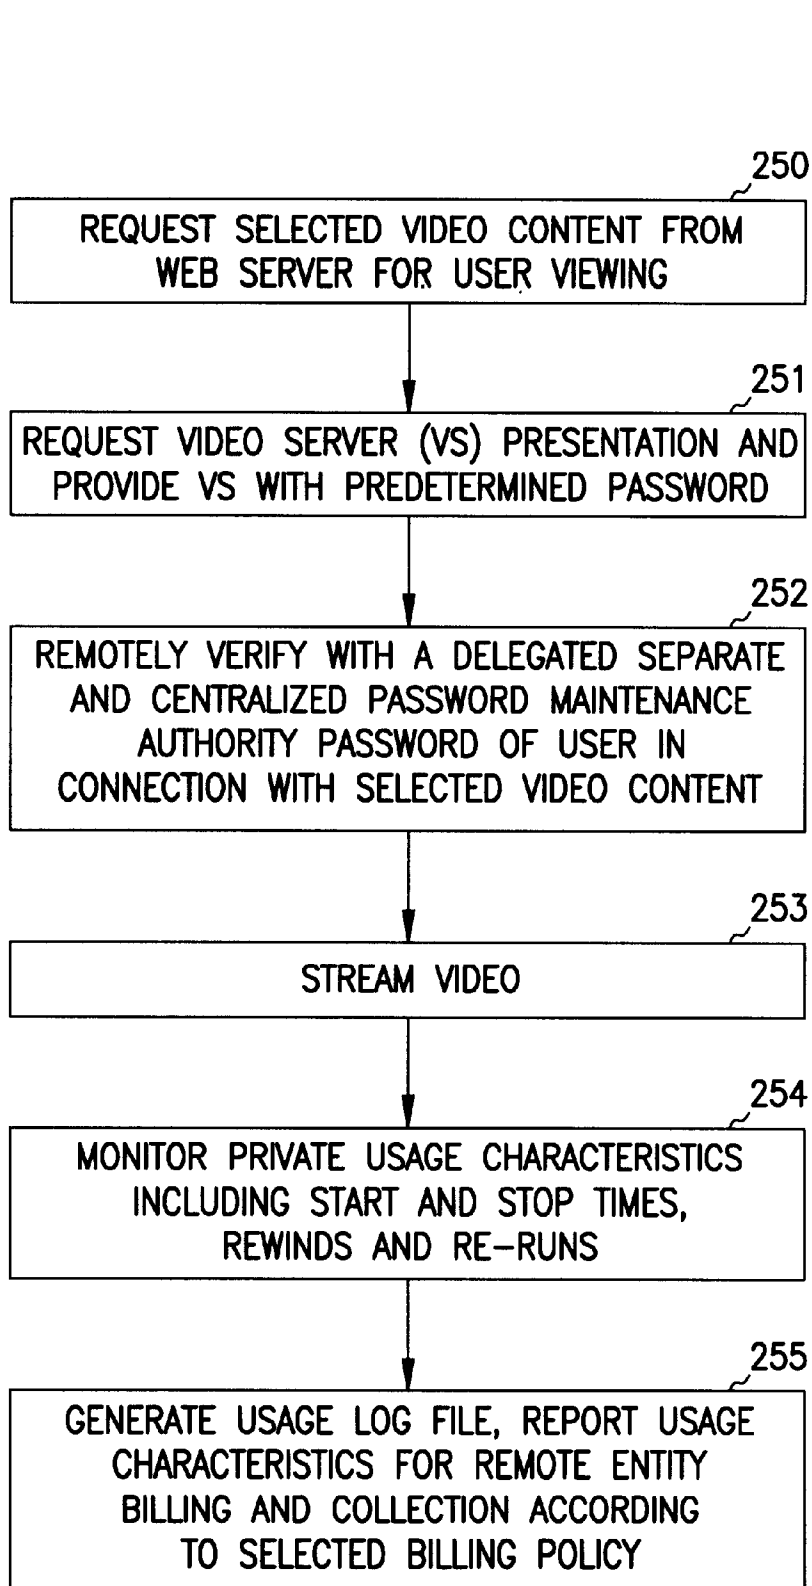 250
REQUEST SELECTED VIDEO CONTENT FROM
WEB SERVER FOR USER VIEWING
251
REQUEST VIDEO SERVER (VS) PRESENTATION AND
PROVIDE VS WITH PREDETERMINED PASSWORD
252
REMOTELY VERIFY WITH A DELEGATED SEPARATE
AND CENTRALIZED PASSWORD MAINTENANCE
AUTHORITY PASSWORD OF USER IN
CONNECTION WITH SELECTED VIDEO CONTENT
253
STREAM VIDEO
254
MONITOR PRIVATE USAGE CHARACTERISTICS
INCLUDING START AND STOP TIMES,
REWINDS AND RE-RUNS
255
GENERATE USAGE LOG FILE, REPORT USAGE
CHARACTERISTICS FOR REMOTE ENTITY
BILLING AND COLLECTION ACCORDING
TO SELECTED BILLING POLICY